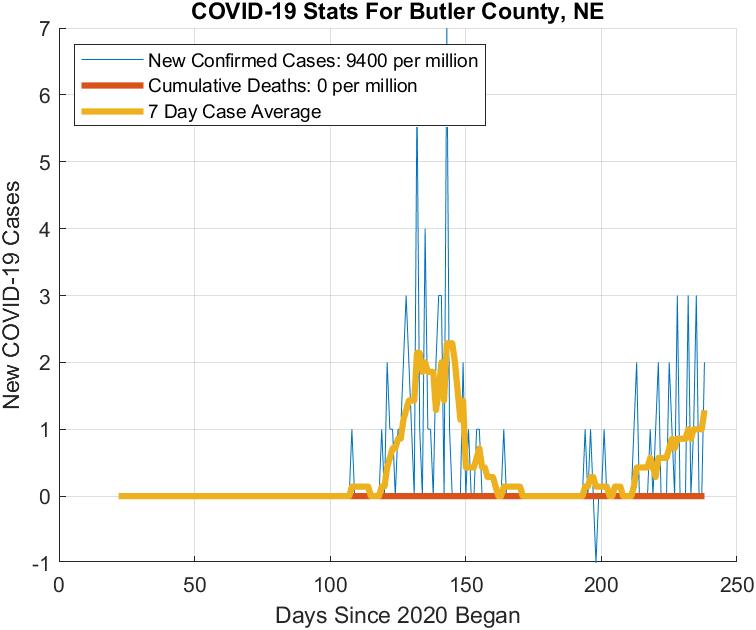 COVID-19 Stats For Butler County, NE
7
6
5
4
3
2
1
0
-1
New COVID-19 Cases
New Confirmed Cases: 9400 per million
Cumulative Deaths: 0 per million
7 Day Case Average
0 50 100 150 200 250
Days Since 2020 Began